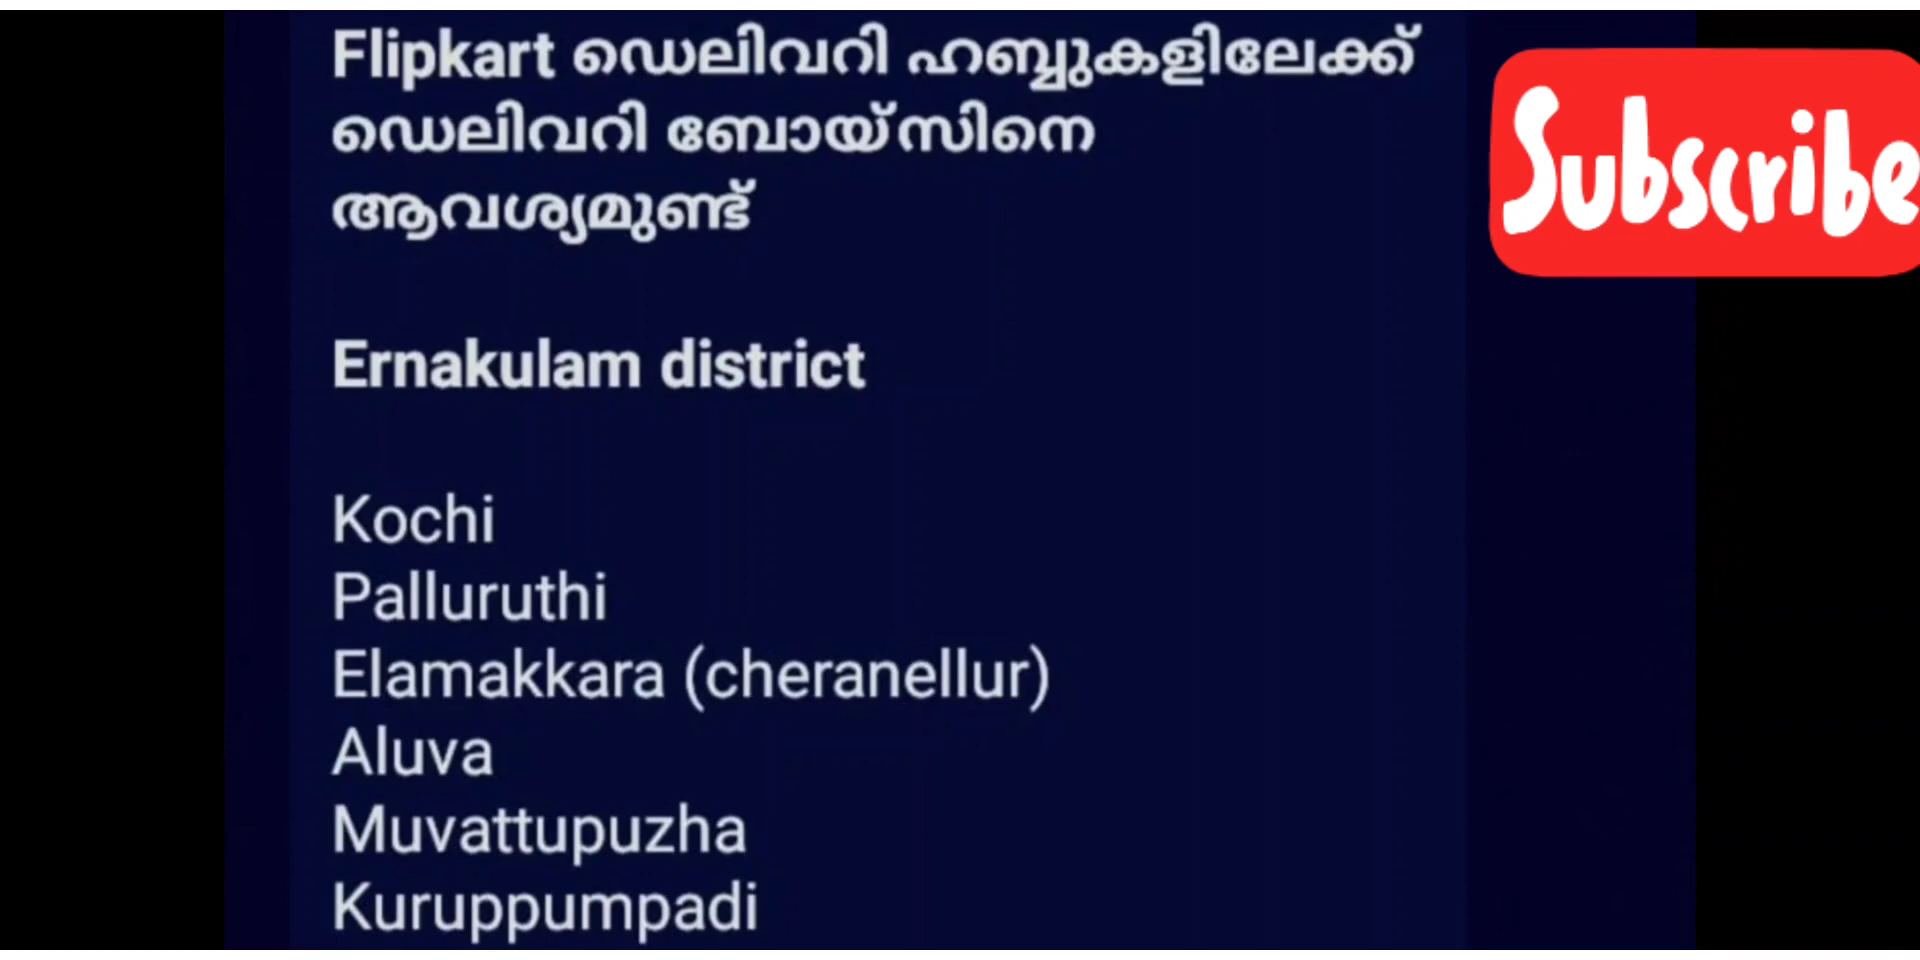 Flipkart ഡെലിവറി ഹബ്ബുകളിലേക്ക്
ഡെലിവറി ബോയ്സിനെ
ആവശ്യമുണ്ട്
Ernakulam district
Kochi
Palluruthi
Elamakkara (cheranellur)
Aluva
Muvattupuzha
Kuruppumpadi
Subscribe